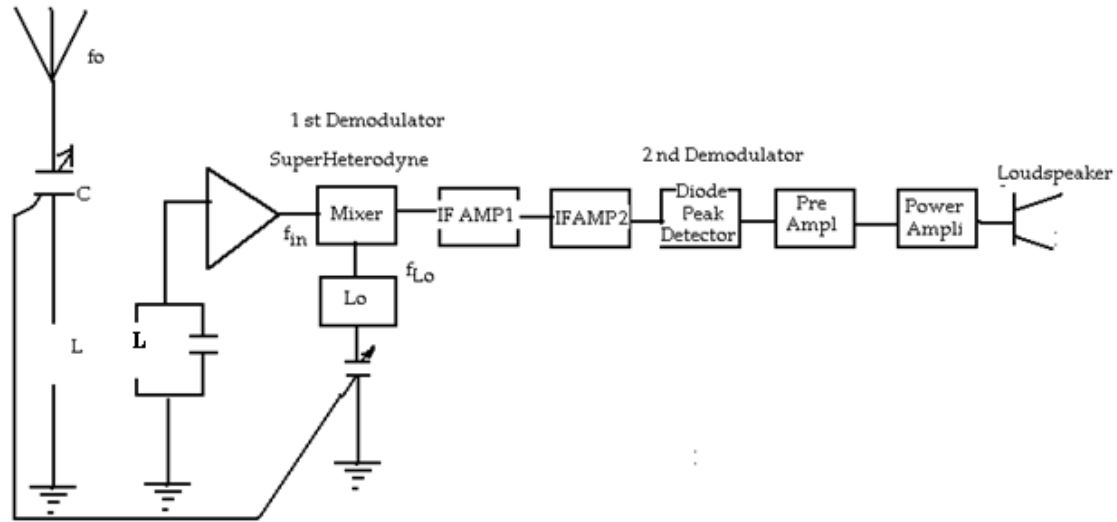 fo
1 st Demodulator
SuperHeterodyne
2 nd Demodulator
Loudspeaker
C
Mixer
IF AMP1
IFAMP2
Diode
Peak
Detector
Pre
Ampl
Power
Ampli
fin
fLo
Lo
L
L